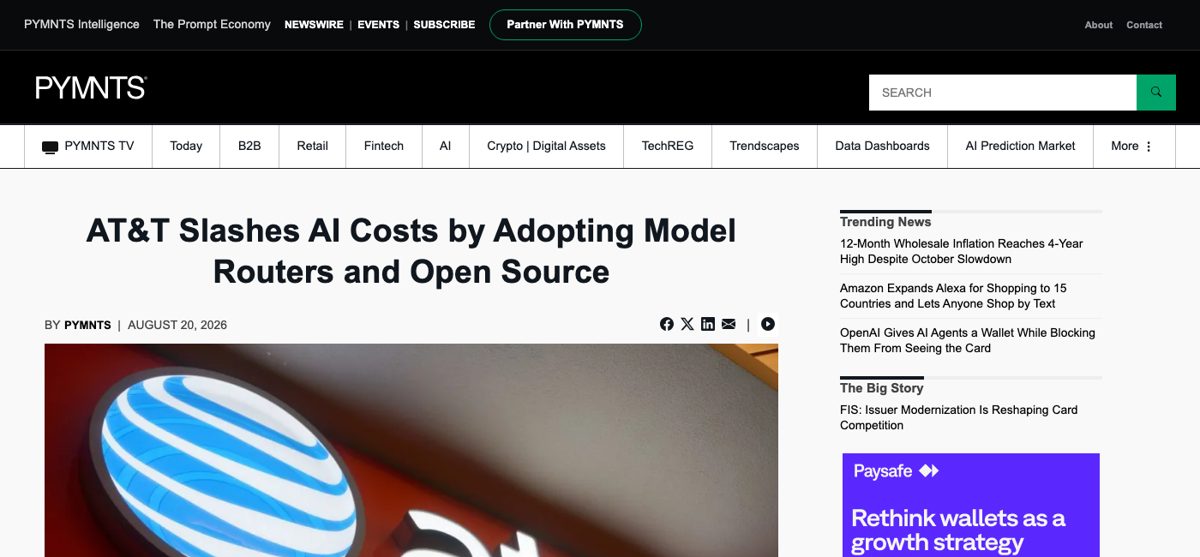 PYMNTS Intelligence The Prompt Economy NEWSWIRE | EVENTS | SUBSCRIBE Partner With PYMNTS About Contact
PYMNTS
SEARCH
PYMNTS TV Today B2B Retail Fintech AI Crypto | Digital Assets TechREG Trendscapes Data Dashboards AI Prediction Market More
AT&T Slashes AI Costs by Adopting Model
Routers and Open Source
BY PYMNTS | AUGUST 20, 2026
Trending News
12-Month Wholesale Inflation Reaches 4-Year
High Despite October Slowdown
Amazon Expands Alexa for Shopping to 15
Countries and Lets Anyone Shop by Text
OpenAI Gives AI Agents a Wallet While Blocking
Them From Seeing the Card
The Big Story
FIS: Issuer Modernization Is Reshaping Card
Competition
Paysafe
Rethink wallets as a
growth strategy